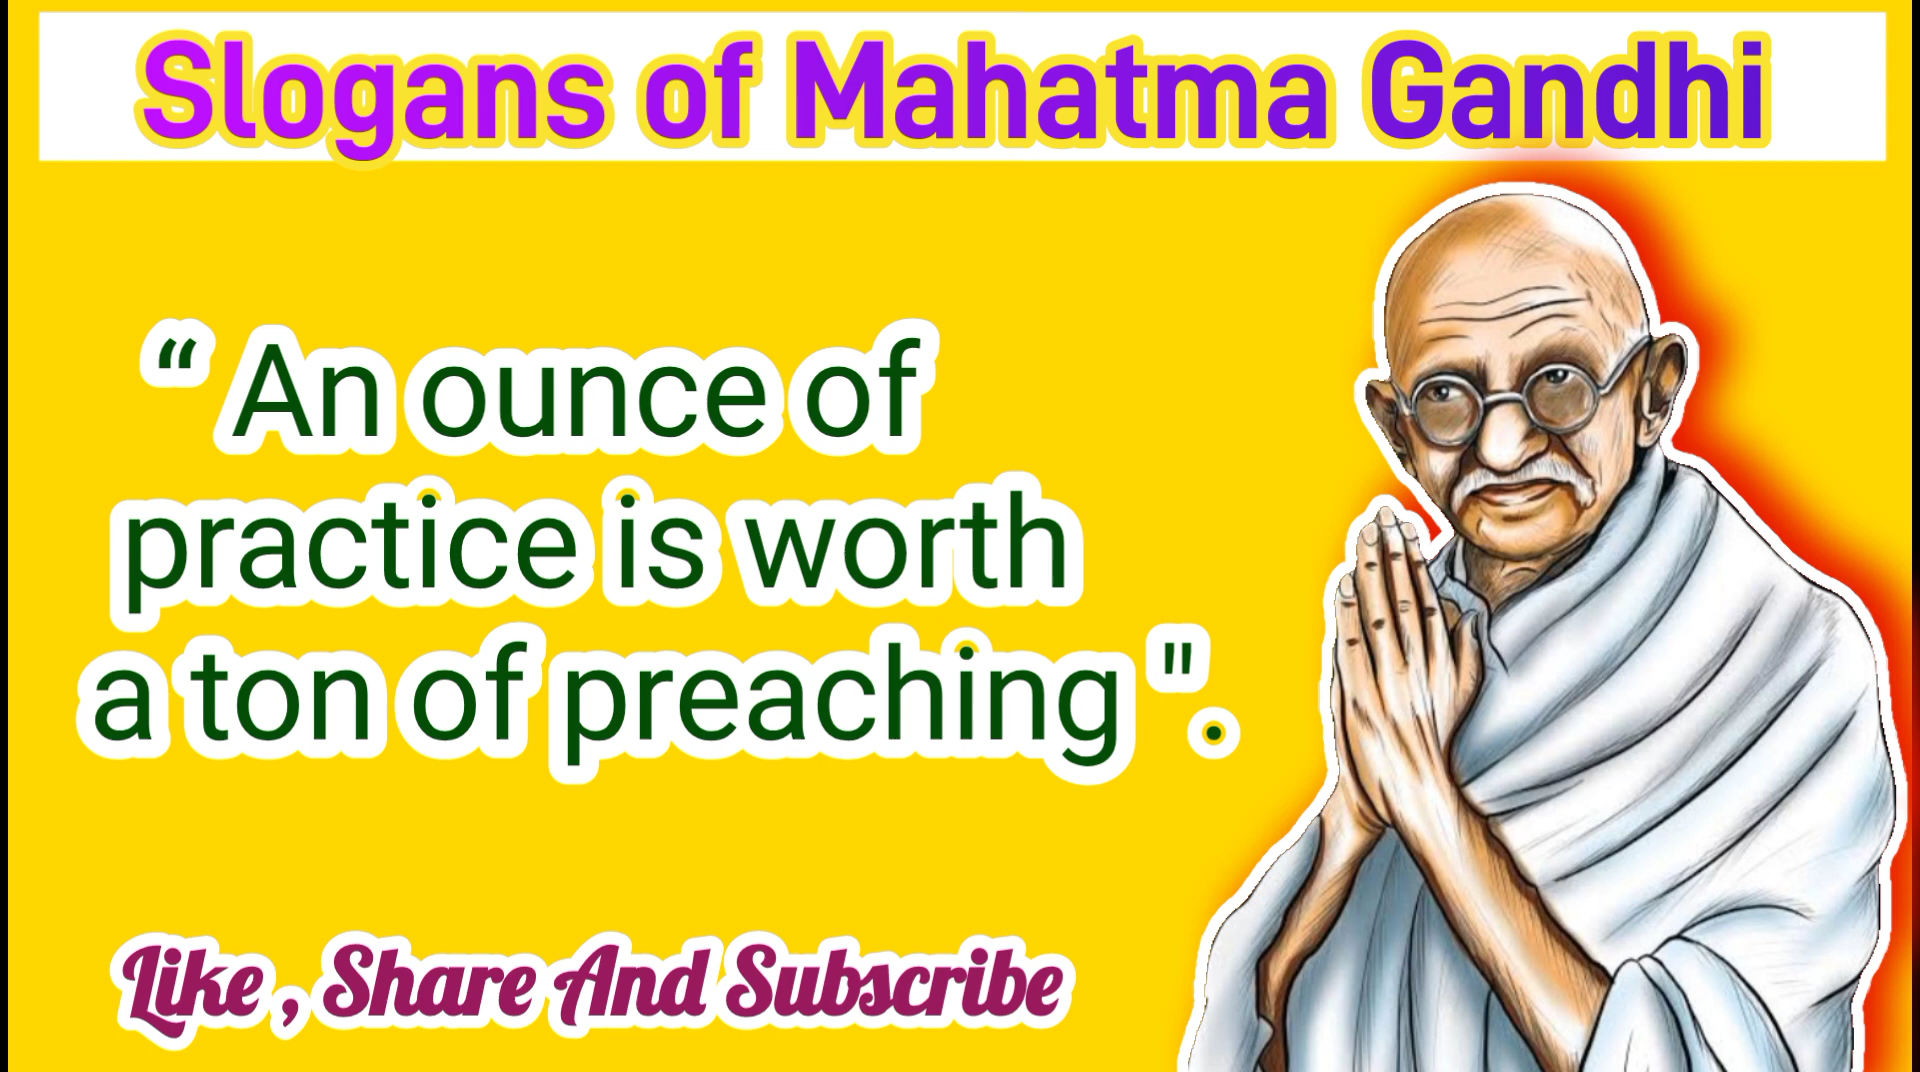 Slogans of Mahatma Gandhi
“ An ounce of
practice is worth
a ton of preaching ".
Like , Share And Subscribe